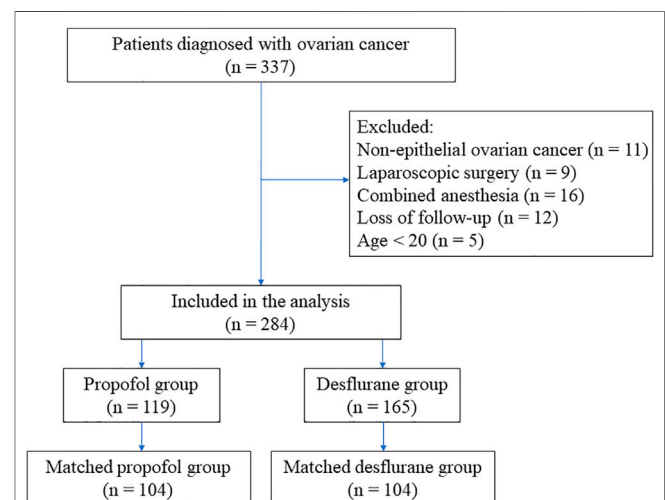 Patients diagnosed with ovarian cancer
(n = 337)
Excluded:
Non-epithelial ovarian cancer (n = 11)
Laparoscopic surgery (n = 9)
Combined anesthesia (n = 16)
Loss of follow-up (n = 12)
Age < 20 (n = 5)
Included in the analysis
(n = 284)
Propofol group
(n = 119)
Desflurane group
(n = 165)
Matched propofol group
(n = 104)
Matched desflurane group
(n = 104)